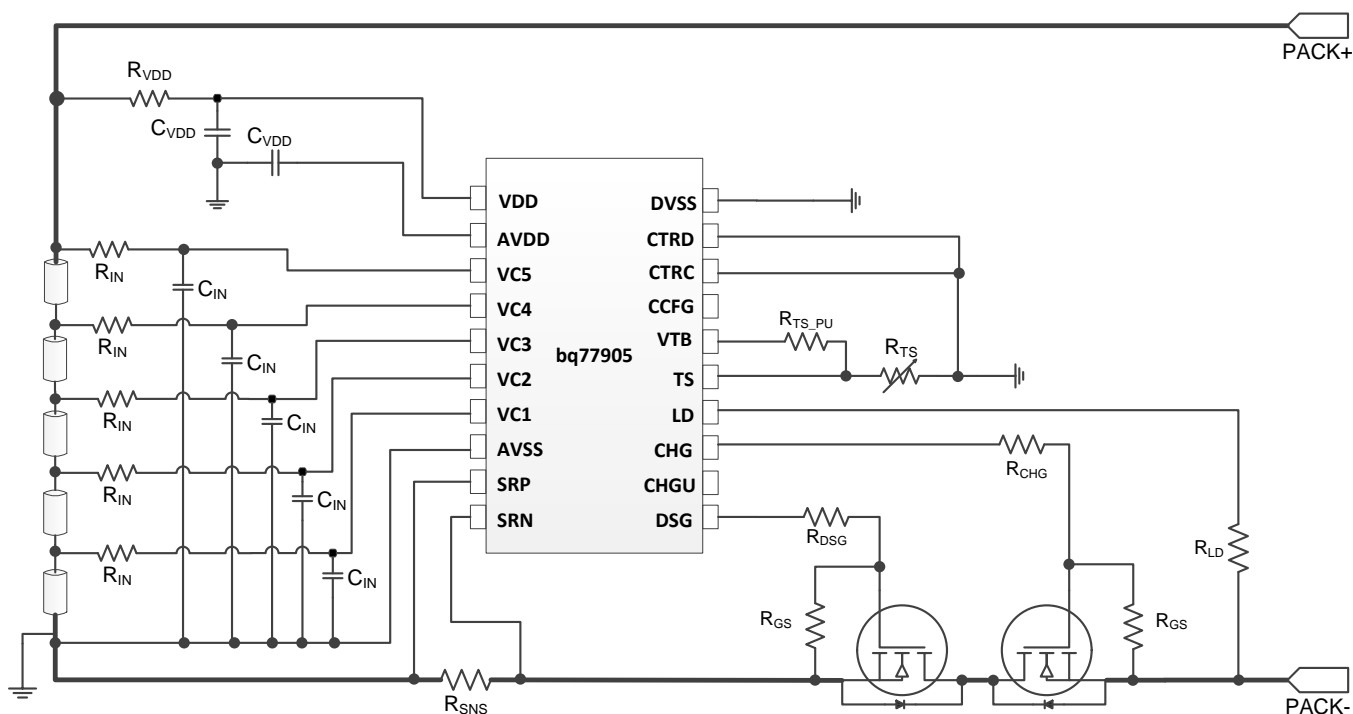 PACK+
RVDD
CVDD
CVDD
VDD
DVSS
AVDD
CTRD
RIN
VC5
CTRC
CIN
VC4
CCFG
RIN
CIN
VC3
bq77905
VTB
RTS_PU
RTS
VC2
TS
RIN
CIN
VC1
LD
AVSS
CHG
RCHG
RIN
CIN
SRP
CHGU
SRN
DSG
RDSG
RLD
RIN
CIN
RGS
RGS
RSNS
PACK-